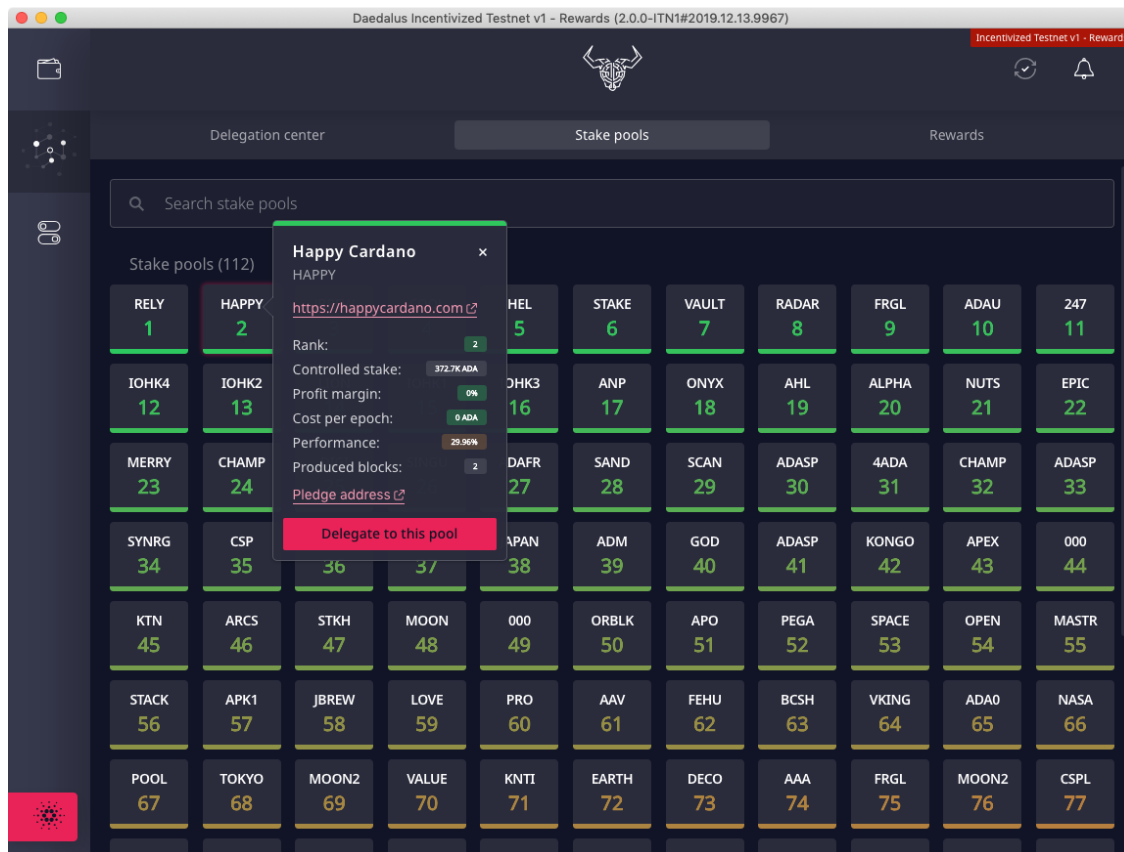 Daedalus Incentivized Testnet v1 - Rewards (2.0.0-ITN1#2019.12.13.9967)
Incentivized Testnet v1 - Reward
Delegation center Stake pools Rewards
Search stake pools
Stake pools (112)
Happy Cardano ×
HAPPY
https://happycardano.com
Rank: 2
Controlled stake: 372.7K ADA
Profit margin: 0%
Cost per epoch: 0 ADA
Performance: 29.96%
Produced blocks: 2
Pledge address
Delegate to this pool
RELY HAPPY HEL STAKE VAULT RADAR FRGL ADAU 247
1 2 5 6 7 8 9 10 11
IOHK4 IOHK2 OHK3 ANP ONYX AHL ALPHA NUTS EPIC
12 13 16 17 18 19 20 21 22
MERRY CHAMP DAFR SAND SCAN ADASP 4ADA CHAMP ADASP
23 24 27 28 29 30 31 32 33
SYNRG CSP APAN ADM GOD ADASP KONGO APEX 000
34 35 36 37 38 39 40 41 42 43 44
KTN ARCS STKH MOON 000 ORBLK APO PEGA SPACE OPEN MASTR
45 46 47 48 49 50 51 52 53 54 55
STACK APK1 JBREW LOVE PRO AAV FEHU BCSH VKING ADA0 NASA
56 57 58 59 60 61 62 63 64 65 66
POOL TOKYO MOON2 VALUE KNTI EARTH DECO AAA FRGL MOON2 CSPL
67 68 69 70 71 72 73 74 75 76 77